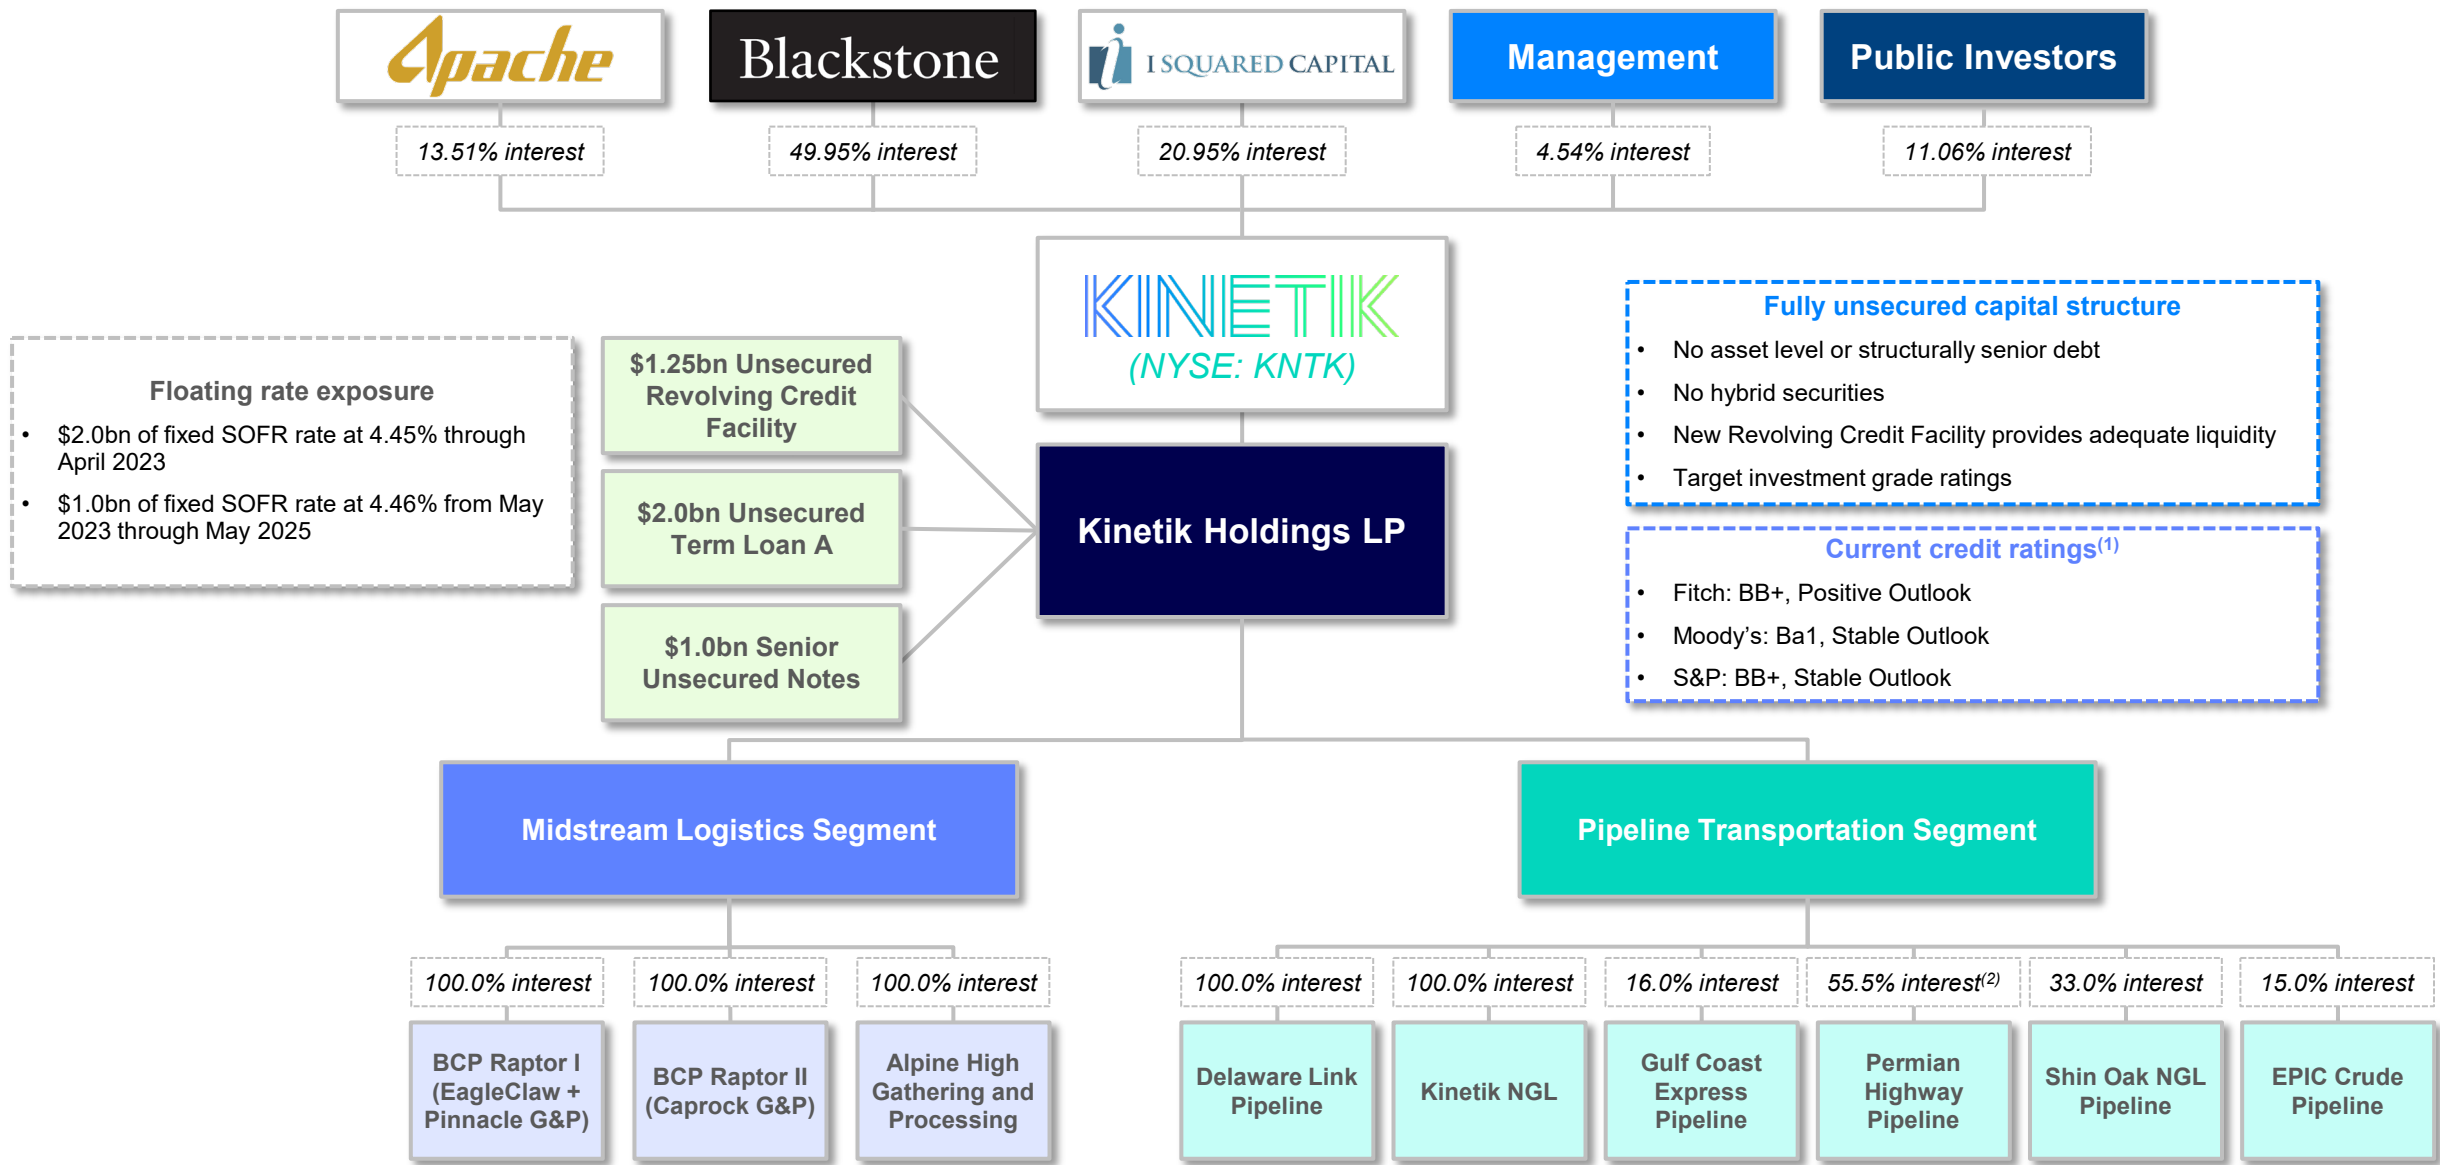 Apache
Blackstone
I SQUARED CAPITAL
Management
Public Investors
13.51% interest
49.95% interest
20.95% interest
4.54% interest
11.06% interest
KINETIK
(NYSE: KNTK)
Floating rate exposure
• $2.0bn of fixed SOFR rate at 4.45% through
April 2023
• $1.0bn of fixed SOFR rate at 4.46% from May
2023 through May 2025
$1.25bn Unsecured
Revolving Credit
Facility
$2.0bn Unsecured
Term Loan A
$1.0bn Senior
Unsecured Notes
Kinetik Holdings LP
Fully unsecured capital structure
• No asset level or structurally senior debt
• No hybrid securities
• New Revolving Credit Facility provides adequate liquidity
• Target investment grade ratings
Current credit ratings(1)
• Fitch: BB+, Positive Outlook
• Moody’s: Ba1, Stable Outlook
• S&P: BB+, Stable Outlook
Midstream Logistics Segment
Pipeline Transportation Segment
100.0% interest
100.0% interest
100.0% interest
100.0% interest
100.0% interest
16.0% interest
55.5% interest(2)
33.0% interest
15.0% interest
BCP Raptor I
(EagleClaw +
Pinnacle G&P)
BCP Raptor II
(Caprock G&P)
Alpine High
Gathering and
Processing
Delaware Link
Pipeline
Kinetik NGL
Gulf Coast
Express
Pipeline
Permian
Highway
Pipeline
Shin Oak NGL
Pipeline
EPIC Crude
Pipeline